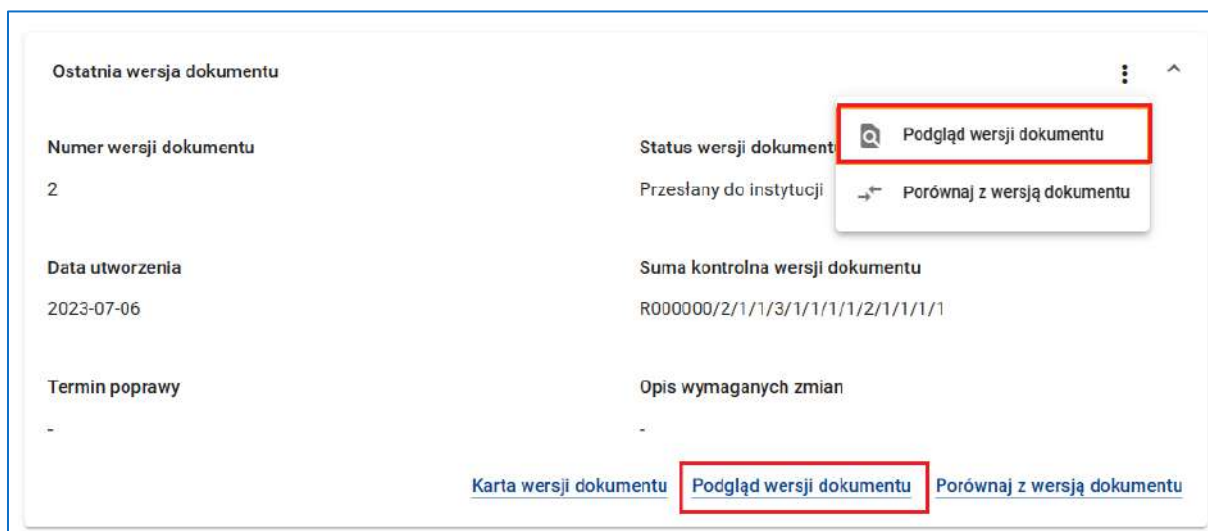 Ostatnia wersja dokumentu
Podgląd wersji dokumentu
Porównaj z wersją dokumentu
Numer wersji dokumentu
Status wersji dokument
2
Przesłany do instytucji
Data utworzenia
Suma kontrolna wersji dokumentu
2023-07-06
R000000/2/1/1/3/1/1/1/1/2/1/1/1/1
Termin poprawy
Opis wymaganych zmian
-
-
Karta wersji dokumentu Podgląd wersji dokumentu Porównaj z wersją dokumentu